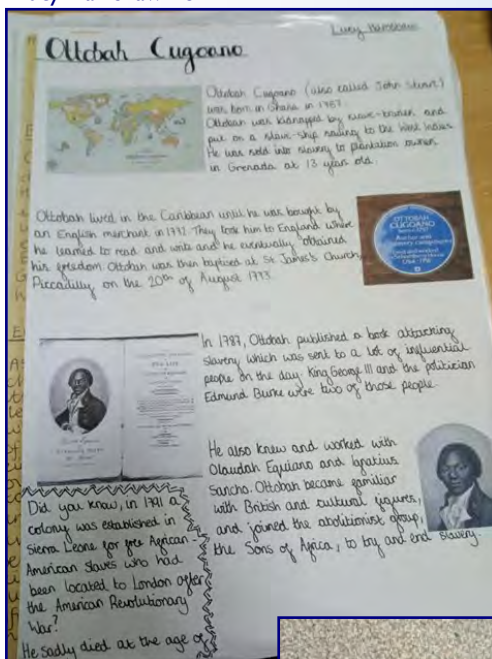 Ottobah Cugoano
Ottobah Cugoano (also called John Stuart)
was born in Ghana in 1757.
Ottobah was kidnapped by slave-traders and
put on a slave-ship sailing to the West Indies
He was sold into slavery to plantation owner
in Grenada at 13 year old.
Ottobah lived in the Caribbean until he was bought by
an English merchant in 1772. They took him to England where
he learned to read and write and he eventually attained
his freedom Ottobah was then baptised at St James's Church,
Piccadilly on the 20th of August 1773.
OTTOBAH
CUGOANO
In 1787, Ottobah published a book attacking
slavery which was sent to a lot of influential
people on the day. King George III and the politician
Edmund Burke were two of those people.
He also knew and worked with
Olaudah Equiano and Ignatius
Sancho. Ottobah became familiar
with British and cultural figures,
and joined the abolitionist group,
the Sons of Africa, to try and end slavery.
Did you know, in 1791 a
colony was established in
Sierra Leone for free African-
American slaves who had
been located to London after
the American Revolutionary
War?
He sadly died at the age of